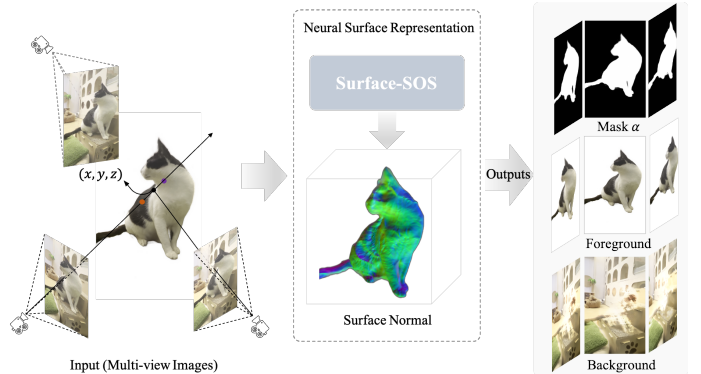 (x, y, z)
Input (Multi-view Images)
Neural Surface Representation
Surface-SOS
Surface Normal
Outputs
Mask α
Foreground
Background